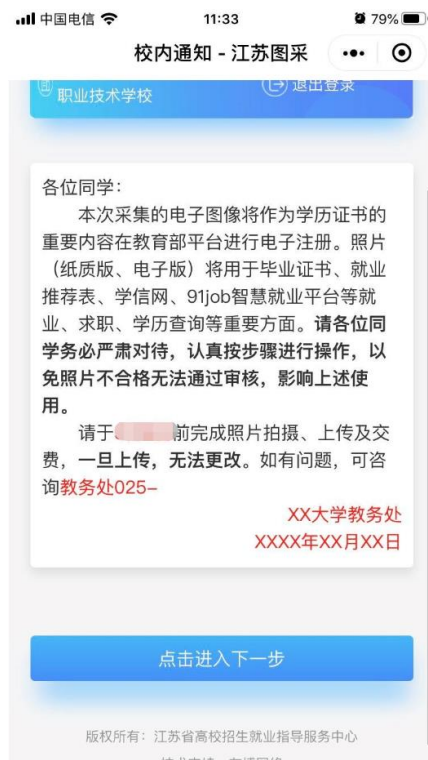 中国电信
11:33
79%
校内通知 - 江苏图采
职业技术学校
退出登录
各位同学：
本次采集的电子图像将作为学历证书的
重要内容在教育部平台进行电子注册。照片
（纸质版、电子版）将用于毕业证书、就业
推荐表、学信网、91job智慧就业平台等就
业、求职、学历查询等重要方面。请各位同
学务必严肃对待，认真按步骤进行操作，以
免照片不合格无法通过审核，影响上述使
用。
请于 前完成照片拍摄、上传及交
费，一旦上传，无法更改。如有问题，可咨
询教务处025–
XX大学教务处
XXXX年XX月XX日
点击进入下一步
版权所有：江苏省高校招生就业指导服务中心